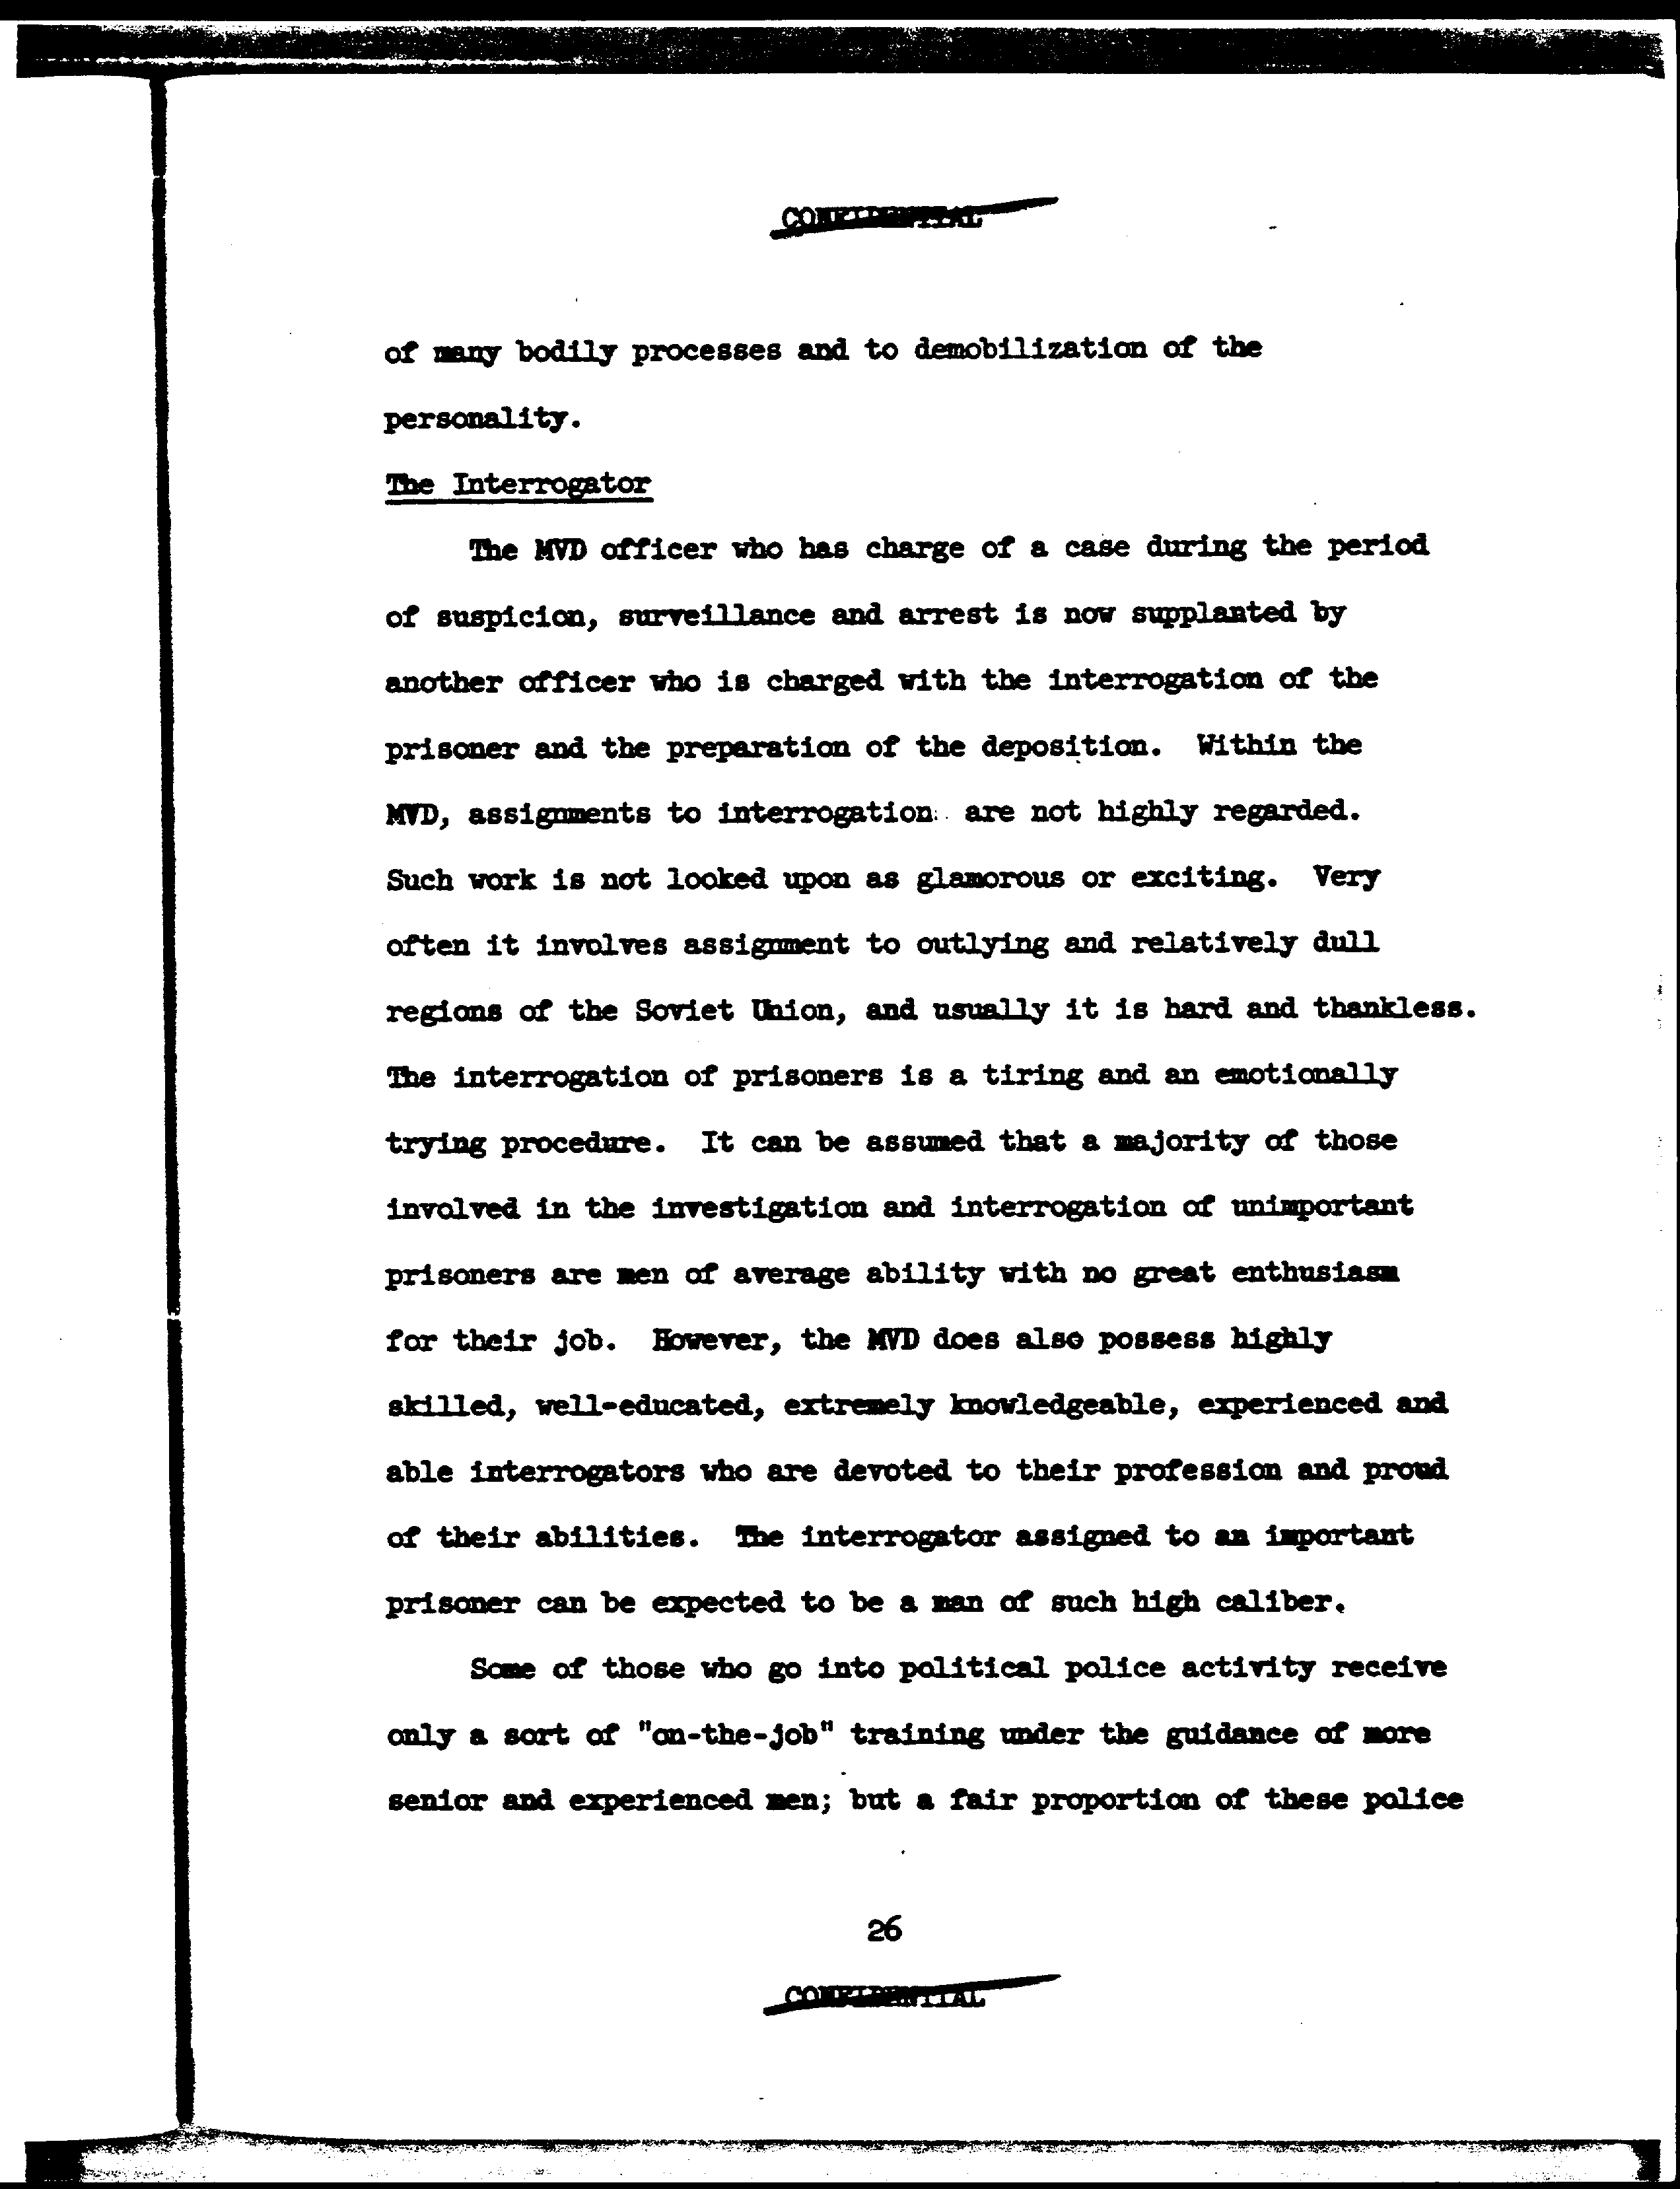 CONFIDENTIAL
of many bodily processes and to demobilization of the
personality.
The Interrogator
The MVD officer who has charge of a case during the period
of suspicion, surveillance and arrest is now supplanted by
another officer who is charged with the interrogation of the
prisoner and the preparation of the deposition. Within the
MVD, assignments to interrogation are not highly regarded.
Such work is not looked upon as glamorous or exciting. Very
often it involves assignment to outlying and relatively dull
regions of the Soviet Union, and usually it is hard and thankless.
The interrogation of prisoners is a tiring and an emotionally
trying procedure. It can be assumed that a majority of those
involved in the investigation and interrogation of unimportant
prisoners are men of average ability with no great enthusiasm
for their job. However, the MVD does also possess highly
skilled, well-educated, extremely knowledgeable, experienced and
able interrogators who are devoted to their profession and proud
of their abilities. The interrogator assigned to an important
prisoner can be expected to be a man of such high caliber.
Some of those who go into political police activity receive
only a sort of "on-the-job" training under the guidance of more
senior and experienced men; but a fair proportion of these police
26
CONFIDENTIAL